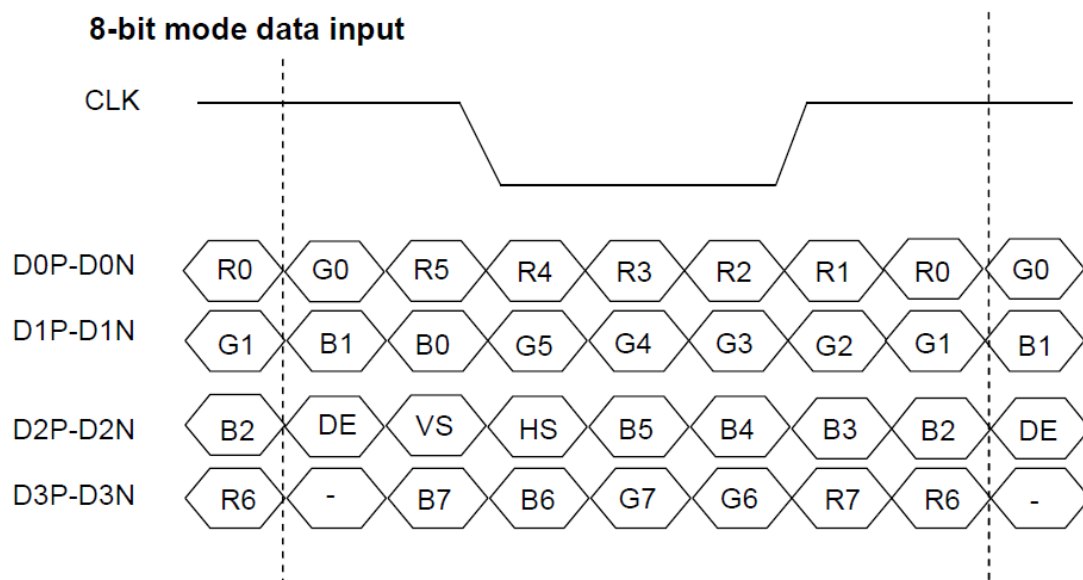 8-bit mode data input
CLK
D0P-D0N R0 G0 R5 R4 R3 R2 R1 R0 G0
D1P-D1N G1 B1 B0 G5 G4 G3 G2 G1 B1
D2P-D2N B2 DE VS HS B5 B4 B3 B2 DE
D3P-D3N R6 - B7 B6 G7 G6 R7 R6 -